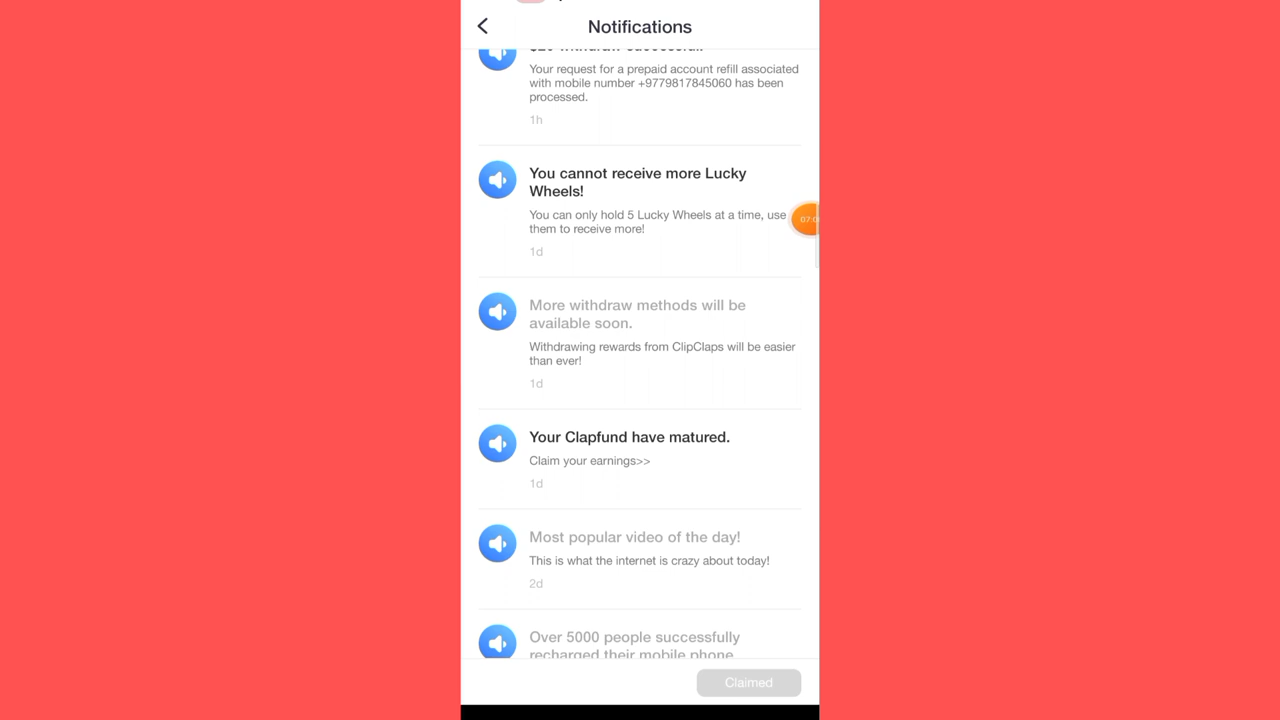 Notifications
Your request for a prepaid account refill associated
with mobile number +9779817845060 has been
processed.
1h
You cannot receive more Lucky
Wheels!
You can only hold 5 Lucky Wheels at a time, use
them to receive more!
1d
More withdraw methods will be
available soon.
Withdrawing rewards from ClipClaps will be easier
than ever!
1d
Your Clapfund have matured.
Claim your earnings>>
1d
Most popular video of the day!
This is what the internet is crazy about today!
2d
Over 5000 people successfully
recharged their mobile phone
Claimed